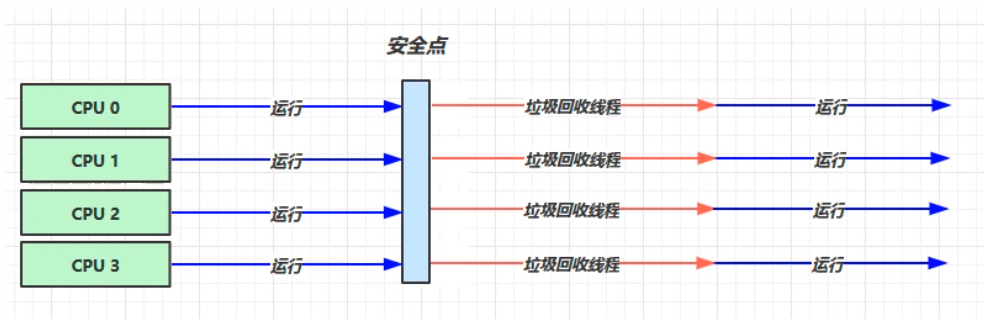 安全点
CPU 0 运行 垃圾回收线程 运行
CPU 1 运行 垃圾回收线程 运行
CPU 2 运行 垃圾回收线程 运行
CPU 3 运行 垃圾回收线程 运行